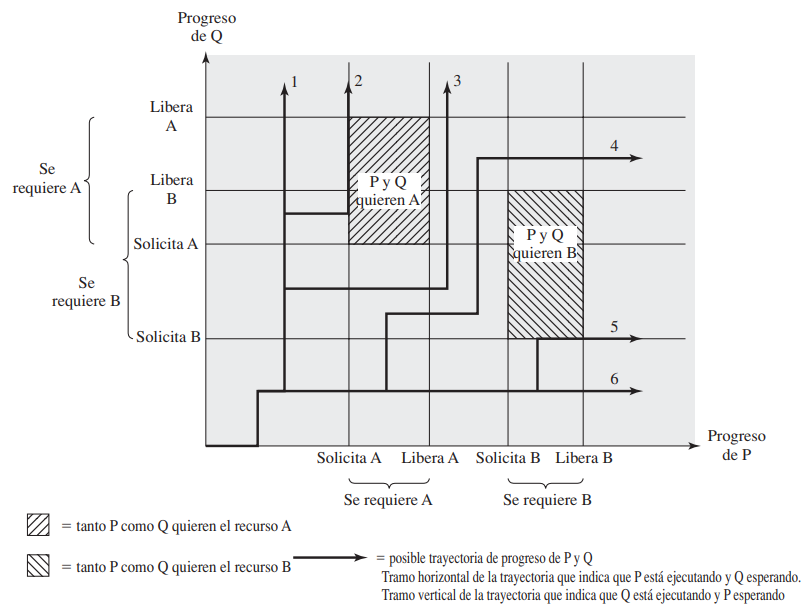 Progreso
de Q
1
2
3
Libera
A
4
Se
requiere A
Libera
B
P y Q
quieren A
Solicita A
P y Q
quieren B
Se
requiere B
Solicita B
5
6
Progreso
de P
Solicita A
Libera A
Solicita B
Libera B
Se requiere A
Se requiere B
= tanto P como Q quieren el recurso A
= tanto P como Q quieren el recurso B
= posible trayectoria de progreso de P y Q
Tramo horizontal de la trayectoria que indica que P está ejecutando y Q esperando.
Tramo vertical de la trayectoria que indica que Q está ejecutando y P esperando